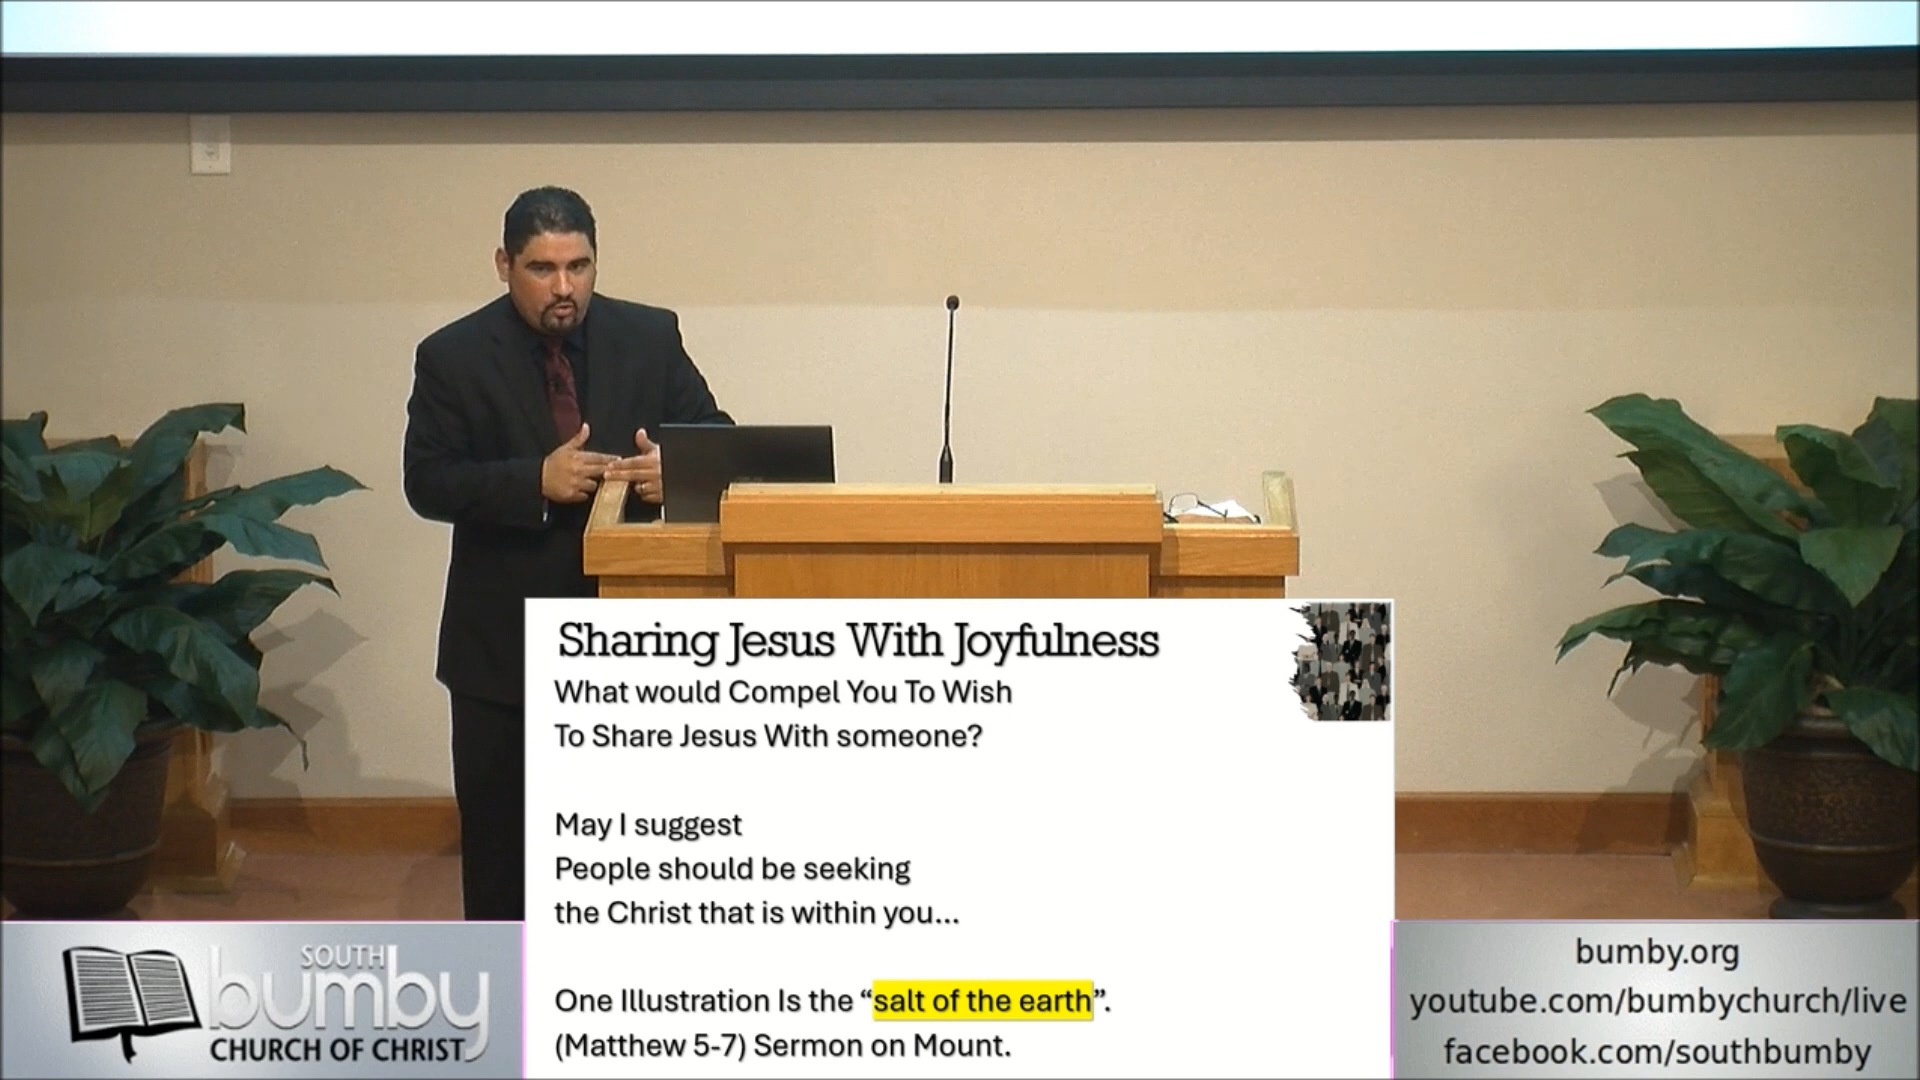 Sharing Jesus With Joyfulness
What would Compel You To Wish
To Share Jesus With someone?
May I suggest
People should be seeking
the Christ that is within you...
One Illustration Is the “salt of the earth”.
(Matthew 5-7) Sermon on Mount.
SOUTH
bumby
CHURCH OF CHRIST
bumby.org
youtube.com/bumbychurch/live
facebook.com/southbumby